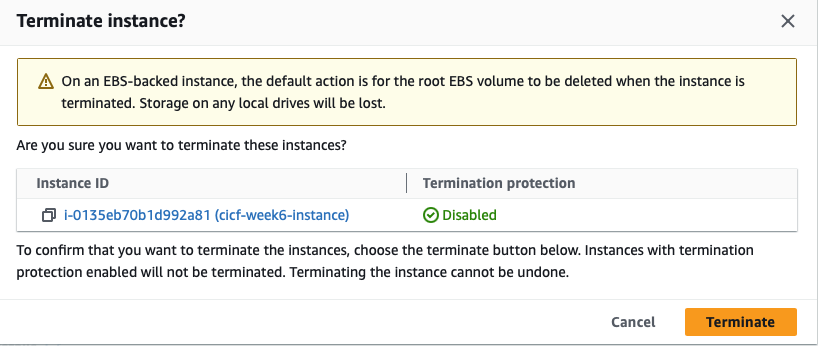 Terminate instance?
On an EBS-backed instance, the default action is for the root EBS volume to be deleted when the instance is
terminated. Storage on any local drives will be lost.
Are you sure you want to terminate these instances?
Instance ID
Termination protection
i-0135eb70b1d992a81 (cicf-week6-instance)
Disabled
To confirm that you want to terminate the instances, choose the terminate button below. Instances with termination
protection enabled will not be terminated. Terminating the instance cannot be undone.
Cancel
Terminate